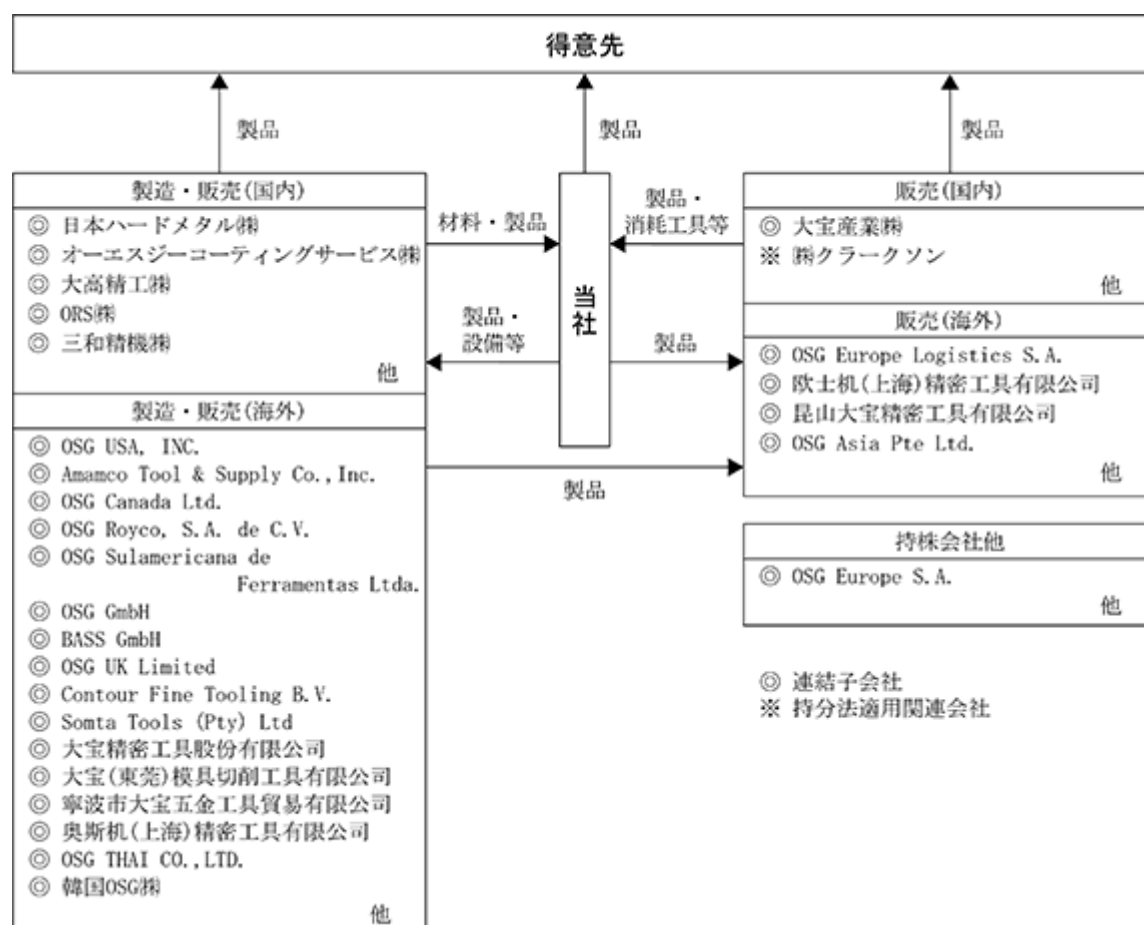 得意先
製品
製品
製品
製造・販売(国内)
◎ 日本ハードメタル㈱
◎ オーエスジーコーティングサービス㈱
◎ 大高精工㈱
◎ ORS㈱
◎ 三和精機㈱
他
製造・販売(海外)
◎ OSG USA, INC.
◎ Amamco Tool & Supply Co.,Inc.
◎ OSG Canada Ltd.
◎ OSG Royco, S.A. de C.V.
◎ OSG Sulamericana de
Ferramentas Ltda.
◎ OSG GmbH
◎ BASS GmbH
◎ OSG UK Limited
◎ Contour Fine Tooling B.V.
◎ Somta Tools (Pty) Ltd
◎ 大宝精密工具股份有限公司
◎ 大宝(東莞)模具切削工具有限公司
◎ 寧波市大宝五金工具貿易有限公司
◎ 奥斯机(上海)精密工具有限公司
◎ OSG THAI CO.,LTD.
◎ 韓国OSG㈱
他
材料・製品
製品・
設備等
当社
製品・
消耗工具等
製品
製品
販売(国内)
◎ 大宝産業㈱
※ ㈱クラークソン
他
販売(海外)
◎ OSG Europe Logistics S.A.
◎ 欧士机(上海)精密工具有限公司
◎ 昆山大宝精密工具有限公司
◎ OSG Asia Pte Ltd.
他
持株会社他
◎ OSG Europe S.A.
他
◎ 連結子会社
※ 持分法適用関連会社